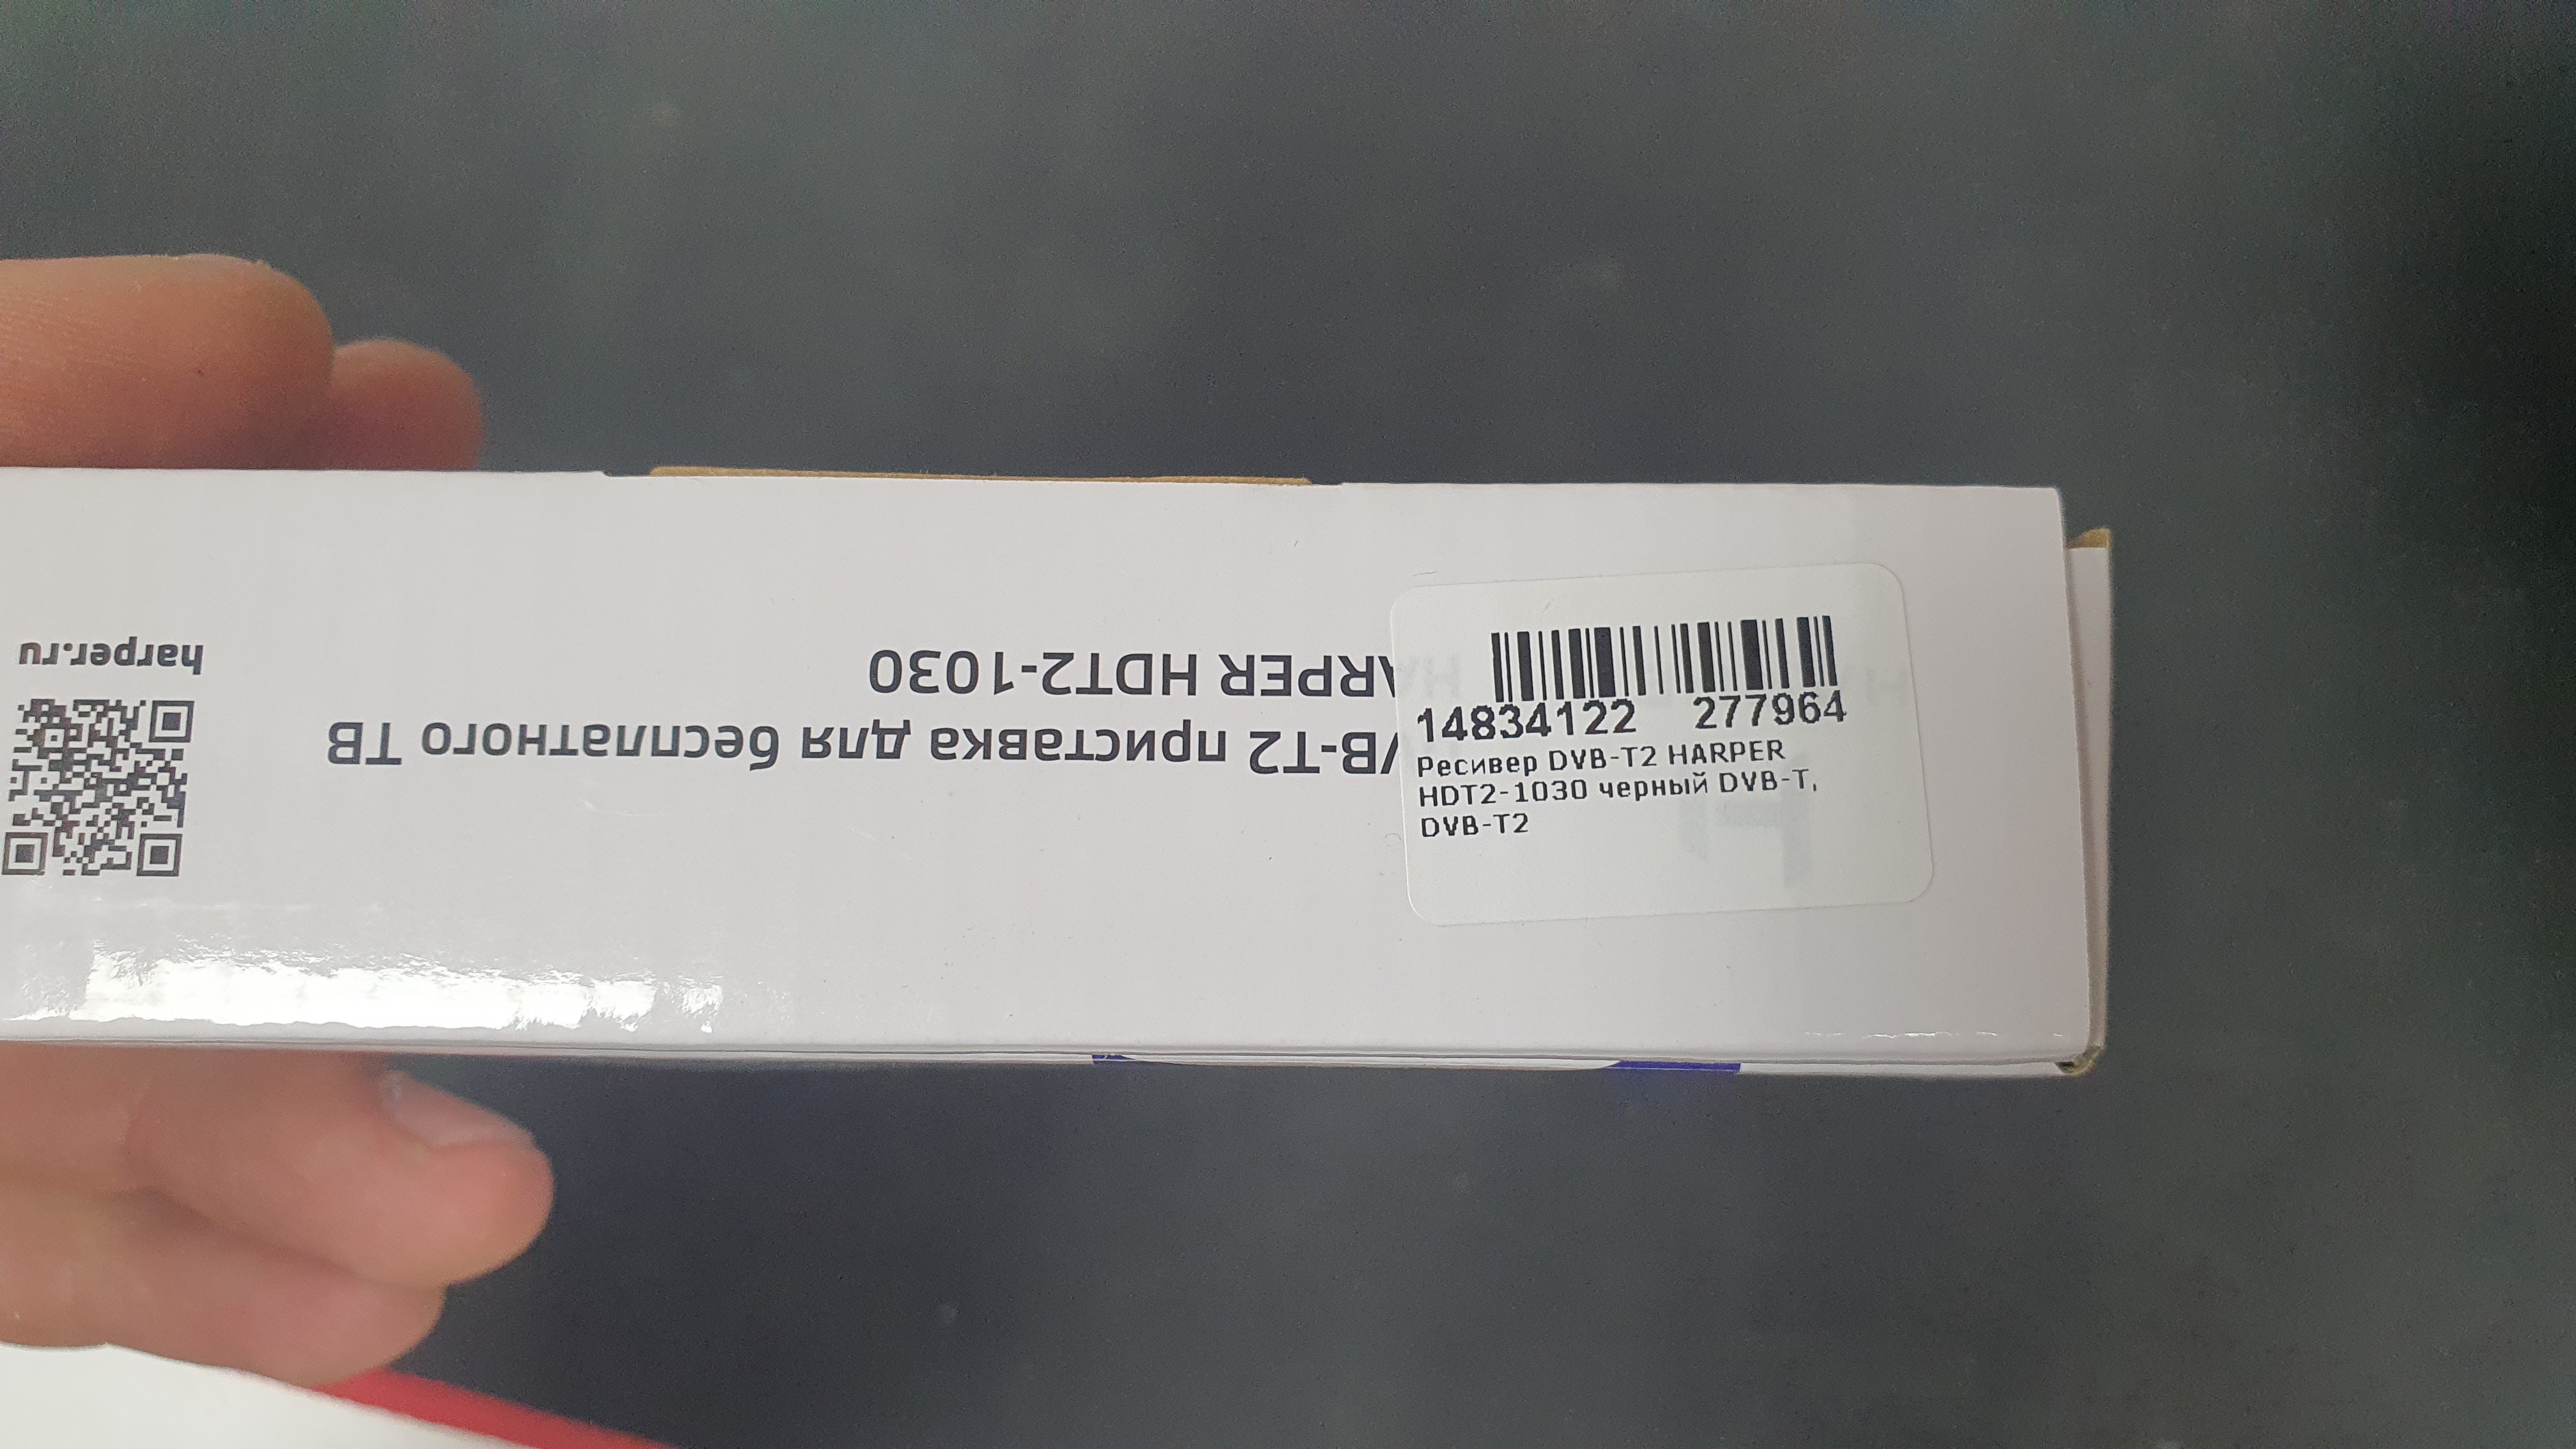 harper.ru
DVB-T2 приставка для бесплатного ТВ
HARPER HDT2-1030
14834122 277964
Ресивер DVB-T2 HARPER
HDT2-1030 черный DVB-T,
DVB-T2